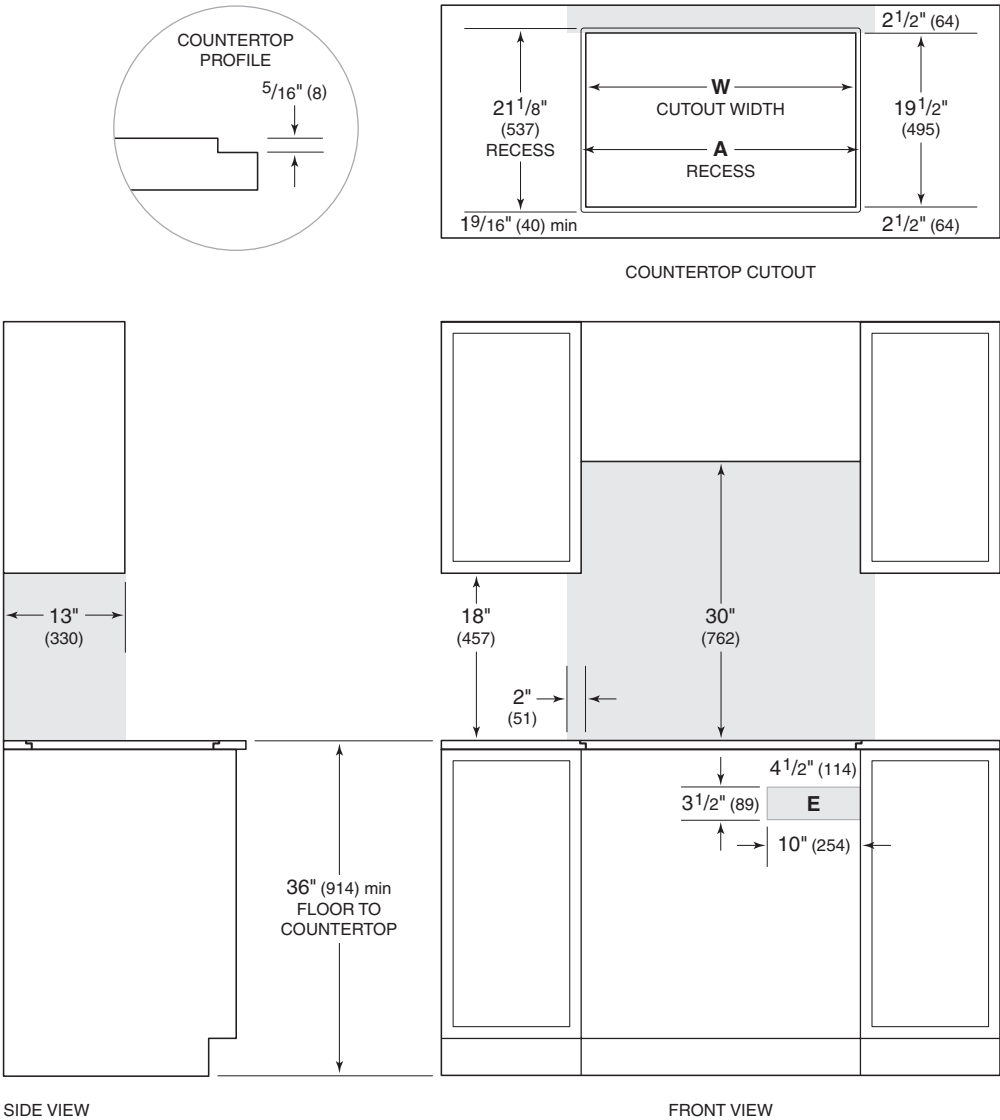 COUNTERTOP
PROFILE
5/16" (8)
2 1/2" (64)
21 1/8"
(537)
RECESS
W
CUTOUT WIDTH
A
RECESS
19 1/2"
(495)
1 9/16" (40) min
2 1/2" (64)
COUNTERTOP CUTOUT
13"
(330)
18"
(457)
30"
(762)
2"
(51)
4 1/2" (114)
3 1/2" (89)
E
10" (254)
36" (914) min
FLOOR TO
COUNTERTOP
SIDE VIEW
FRONT VIEW